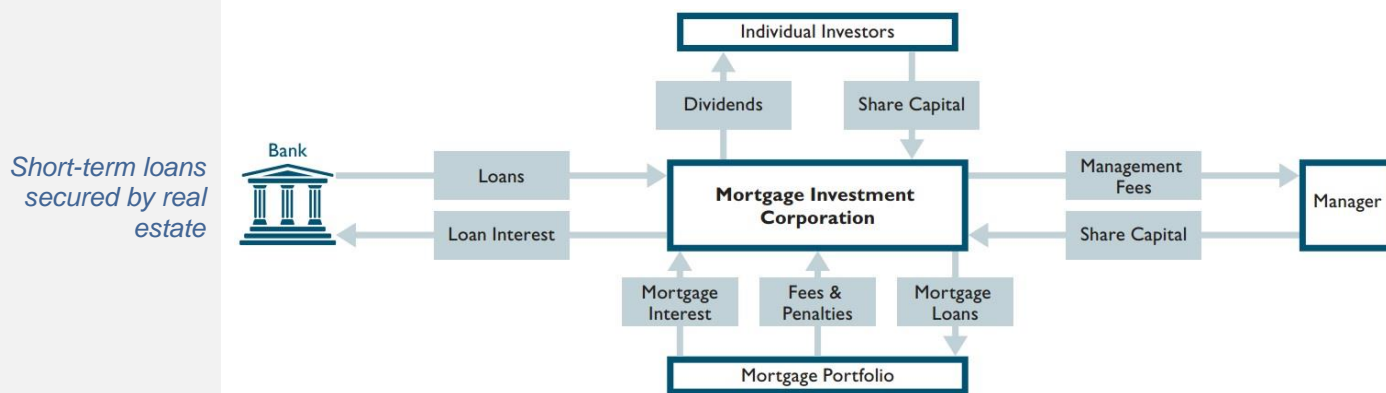 Short-term loans
secured by real
estate
Individual Investors
Dividends
Share Capital
Bank
Loans
Loan Interest
Mortgage Investment
Corporation
Management
Fees
Share Capital
Manager
Mortgage
Interest
Fees &
Penalties
Mortgage
Loans
Mortgage Portfolio